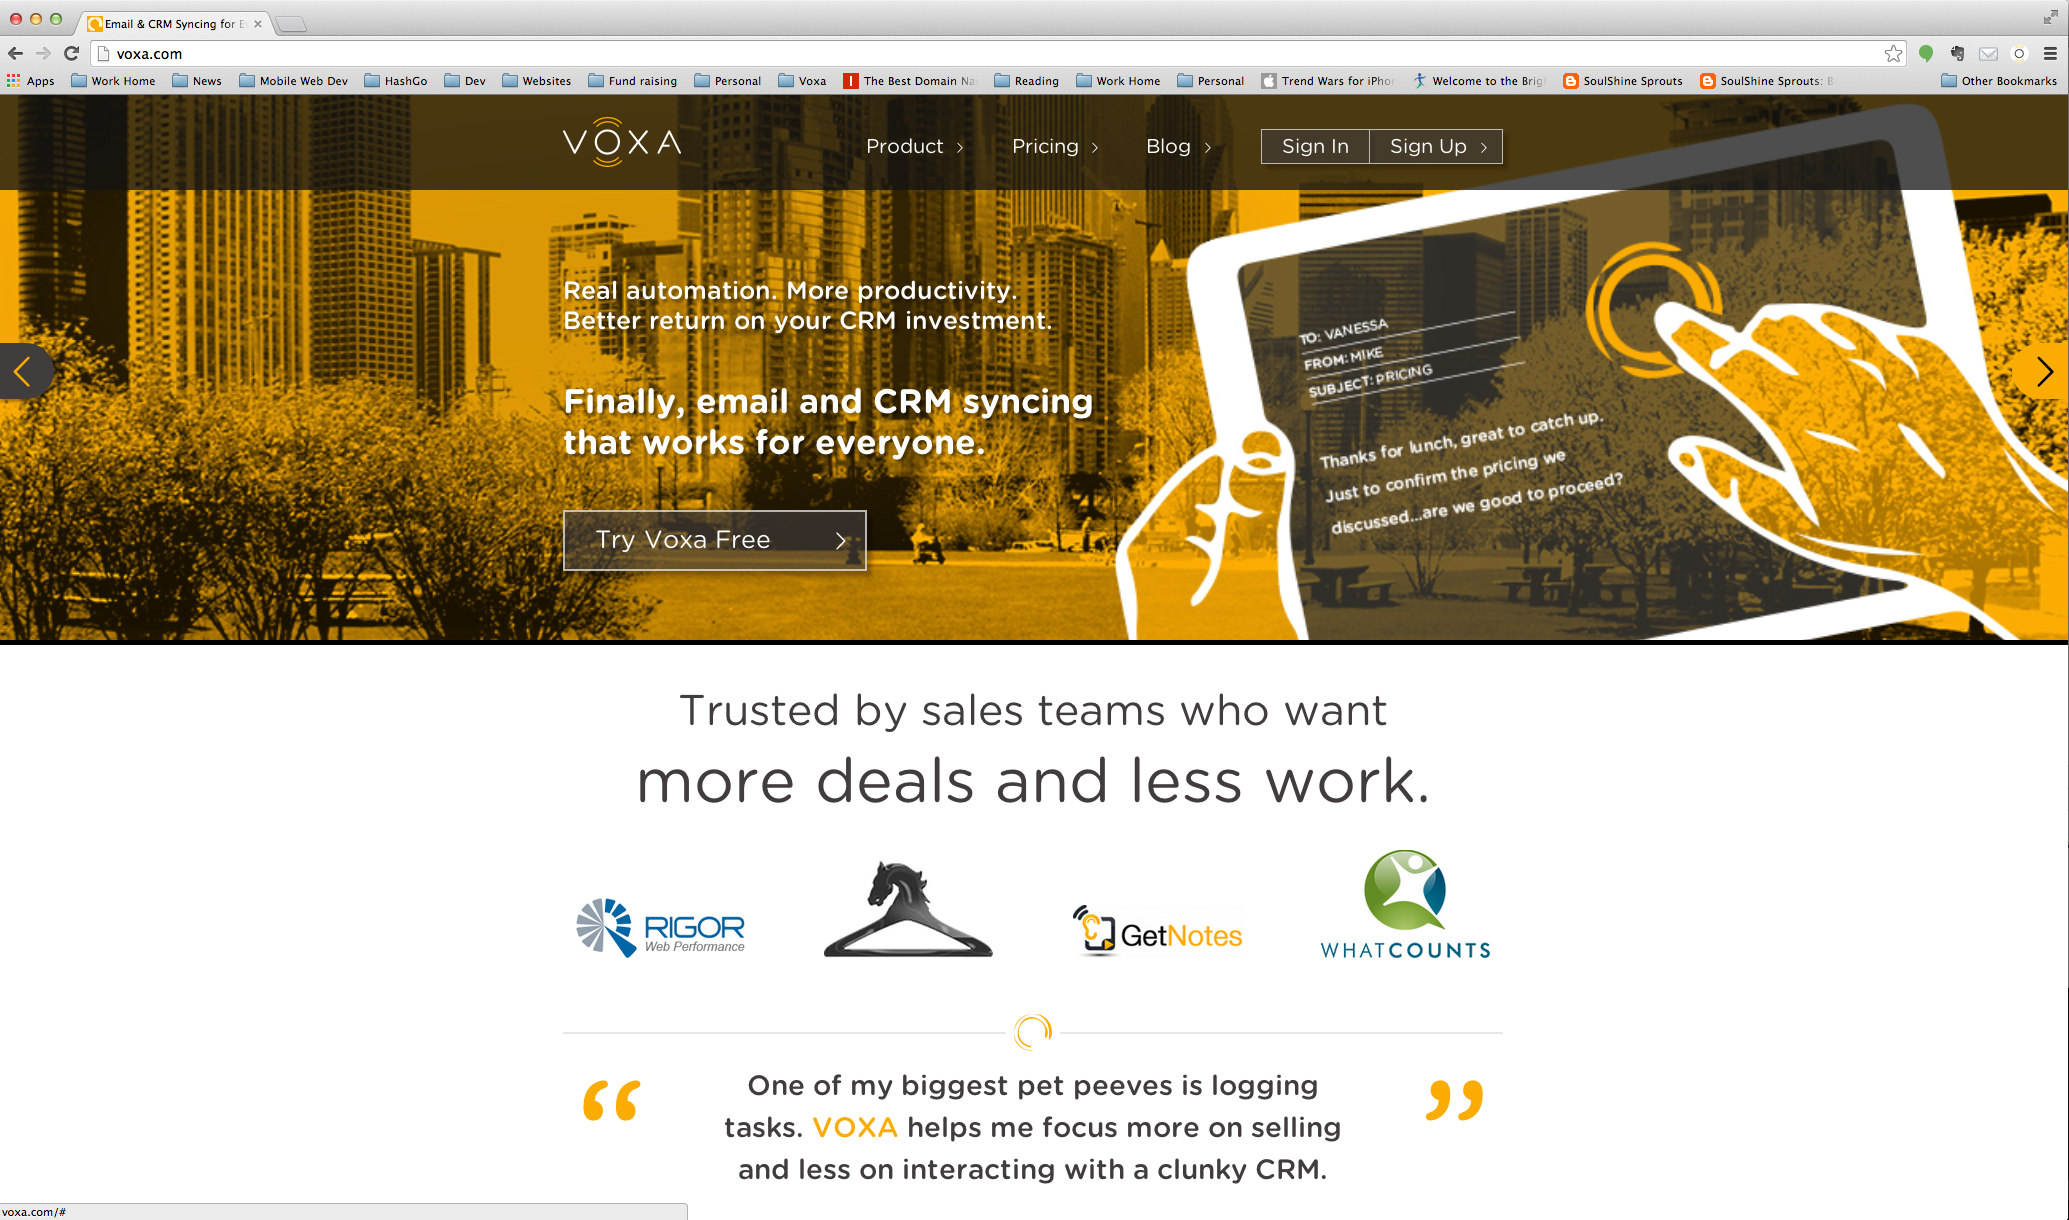 Email & CRM Syncing for E
voxa.com
Apps
Work Home
News
Mobile Web Dev
HashGo
Dev
Websites
Fund raising
Personal
Voxa
The Best Domain Na
Reading
Work Home
Personal
Trend Wars for iPhon
Welcome to the Brig
SoulShine Sprouts
SoulShine Sprouts: B
Other Bookmarks
VOXA
Product
Pricing
Blog
Sign In
Sign Up
Real automation. More productivity.
Better return on your CRM investment.
Finally, email and CRM syncing
that works for everyone.
Try Voxa Free
TO: VANESSA
FROM: MIKE
SUBJECT: PRICING
Thanks for lunch, great to catch up.
Just to confirm the pricing we
discussed...are we good to proceed?
Trusted by sales teams who want
more deals and less work.
RIGOR
Web Performance
GetNotes
WHATCOUNTS
“ One of my biggest pet peeves is logging ”
tasks. VOXA helps me focus more on selling
and less on interacting with a clunky CRM.
voxa.com/#